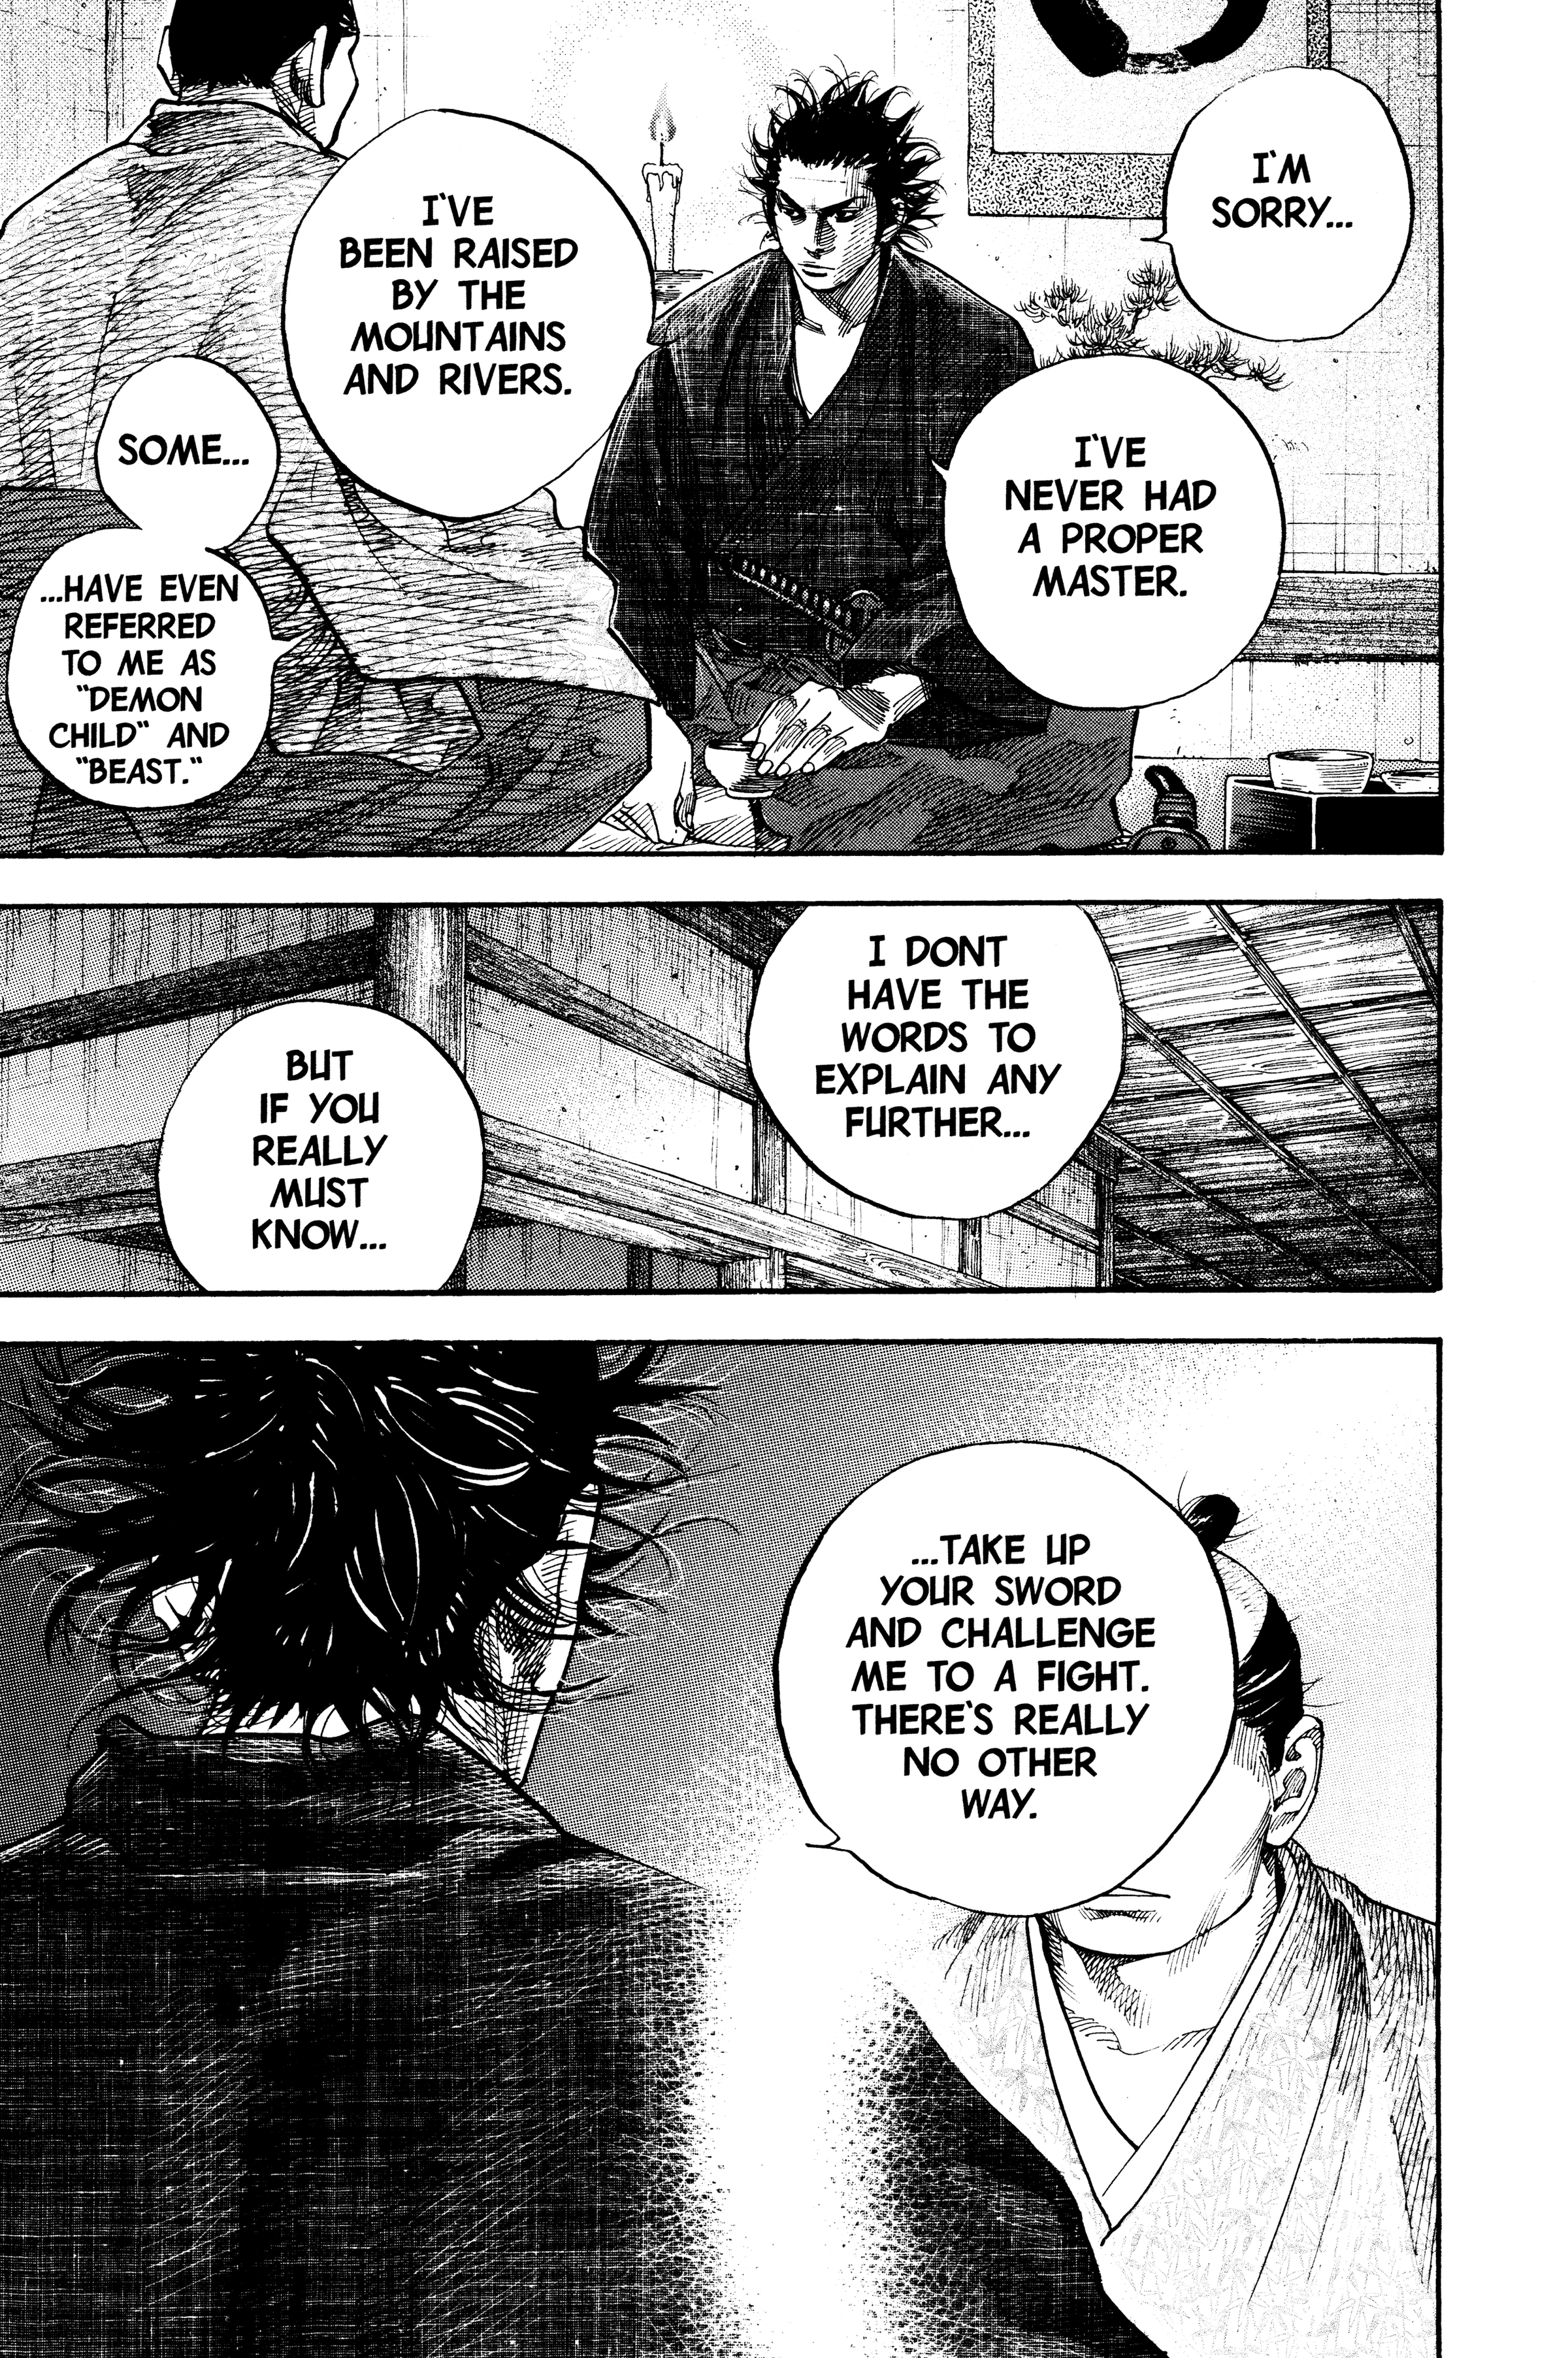 I'M
SORRY...
I'VE
NEVER HAD
A PROPER
MASTER.
I'VE
BEEN RAISED
BY THE
MOUNTAINS
AND RIVERS.
SOME...
...HAVE EVEN
REFERRED
TO ME AS
"DEMON
CHILD" AND
"BEAST."
I DONT
HAVE THE
WORDS TO
EXPLAIN ANY
FURTHER...
BUT
IF YOU
REALLY
MUST
KNOW...
...TAKE UP
YOUR SWORD
AND CHALLENGE
ME TO A FIGHT.
THERE'S REALLY
NO OTHER
WAY.